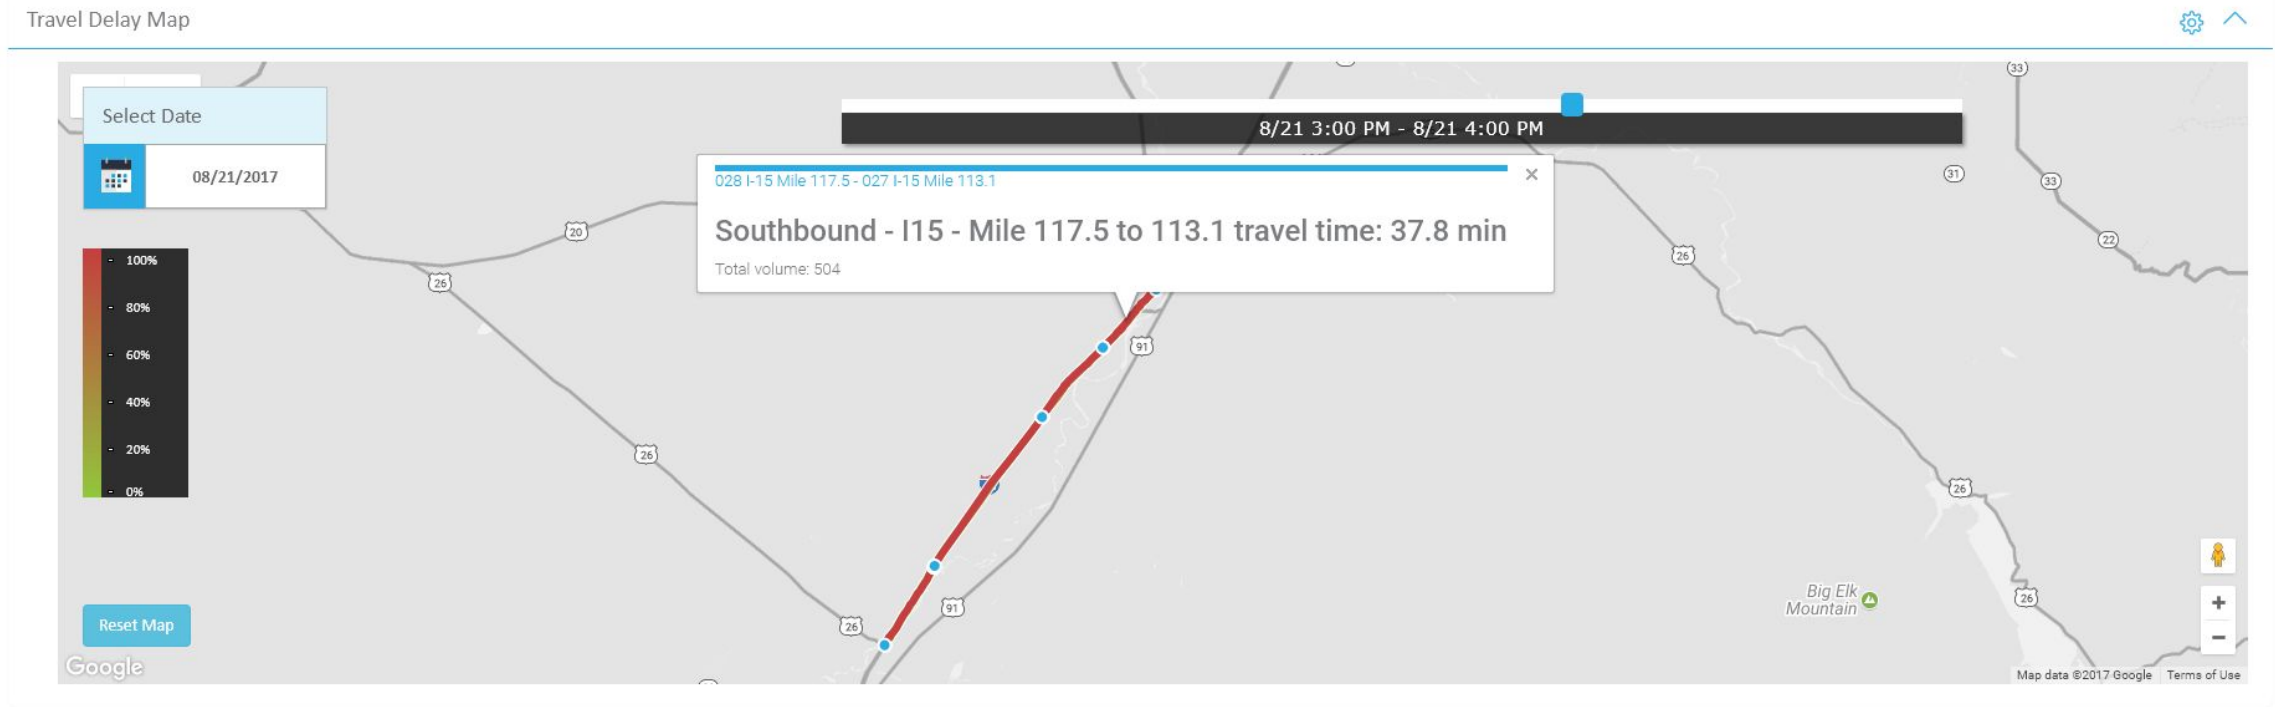 Travel Delay Map
33
Select Date
8/21 3:00 PM - 8/21 4:00 PM
08/21/2017
028 I-15 Mile 117.5 - 027 I-15 Mile 113.1
31
33
Southbound - I15 - Mile 117.5 to 113.1 travel time: 37.8 min
20
22
Total volume: 504
26
26
100%
80%
91
60%
40%
20%
26
0%
26
Big Elk
Mountain
26
91
26
Reset Map
Google
Map data ©2017 Google
Terms of Use